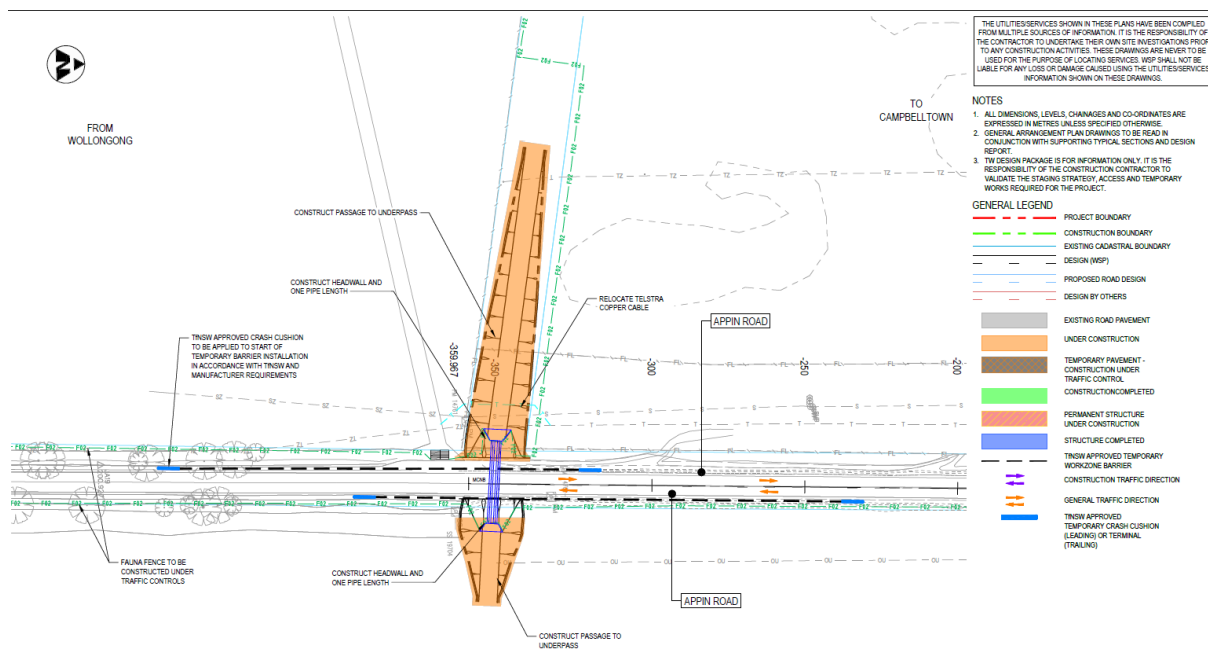 THE UTILITIES/SERVICES SHOWN IN THESE PLANS HAVE BEEN COMPILED
FROM MULTIPLE SOURCES OF INFORMATION. IT IS THE RESPONSIBILITY OF
THE CONTRACTOR TO UNDERTAKE THEIR OWN SITE INVESTIGATIONS PRIOR
TO ANY CONSTRUCTION ACTIVITIES. THESE DRAWINGS ARE NEVER TO BE
USED FOR THE PURPOSE OF LOCATING SERVICES. WSP SHALL NOT BE
LIABLE FOR ANY LOSS OR DAMAGE CAUSED USING THE UTILITIES/SERVICES
INFORMATION SHOWN ON THESE DRAWINGS.
N
FROM
WOLLONGONG
TO
CAMPBELLTOWN
CONSTRUCT PASSAGE TO UNDERPASS
CONSTRUCT HEADWALL AND
ONE PIPE LENGTH
RELOCATE TELSTRA
COPPER CABLE
TfNSW APPROVED CRASH CUSHION
TO BE APPLIED TO START OF
TEMPORARY BARRIER INSTALLATION
IN ACCORDANCE WITH TfNSW AND
MANUFACTURER REQUIREMENTS
APPIN ROAD
-359.967
-350
-300
-250
-200
MCNB
FAUNA FENCE TO BE
CONSTRUCTED UNDER
TRAFFIC CONTROLS
CONSTRUCT HEADWALL AND
ONE PIPE LENGTH
APPIN ROAD
CONSTRUCT PASSAGE TO
UNDERPASS
NOTES
1. ALL DIMENSIONS, LEVELS, CHAINAGES AND CO-ORDINATES ARE
EXPRESSED IN METRES UNLESS SPECIFIED OTHERWISE.
2. GENERAL ARRANGEMENT PLAN DRAWINGS TO BE READ IN
CONJUNCTION WITH SUPPORTING TYPICAL SECTIONS AND DESIGN
REPORT.
3. TW DESIGN PACKAGE IS FOR INFORMATION ONLY. IT IS THE
RESPONSIBILITY OF THE CONSTRUCTION CONTRACTOR TO
VALIDATE THE STAGING STRATEGY, ACCESS AND TEMPORARY
WORKS REQUIRED FOR THE PROJECT.
GENERAL LEGEND
PROJECT BOUNDARY
CONSTRUCTION BOUNDARY
EXISTING CADASTRAL BOUNDARY
DESIGN (WSP)
PROPOSED ROAD DESIGN
DESIGN BY OTHERS
EXISTING ROAD PAVEMENT
UNDER CONSTRUCTION
TEMPORARY PAVEMENT -
CONSTRUCTION UNDER
TRAFFIC CONTROL
CONSTRUCTIONCOMPLETED
PERMANENT STRUCTURE
UNDER CONSTRUCTION
STRUCTURE COMPLETED
TfNSW APPROVED TEMPORARY
WORKZONE BARRIER
CONSTRUCTION TRAFFIC DIRECTION
GENERAL TRAFFIC DIRECTION
TfNSW APPROVED
TEMPORARY CRASH CUSHION
(LEADING) OR TERMINAL
(TRAILING)